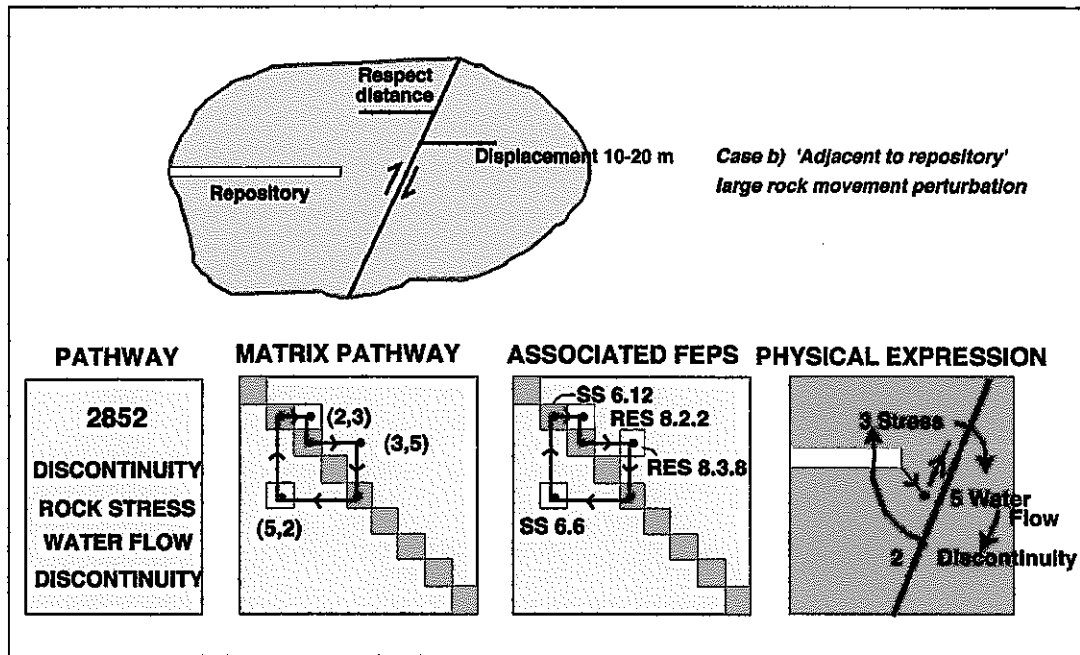 Respect
distance
Displacement 10-20 m
Repository
Case b) 'Adjacent to repository'
large rock movement perturbation
PATHWAY
2852
DISCONTINUITY
ROCK STRESS
WATER FLOW
DISCONTINUITY
MATRIX PATHWAY
(2,3)
(3,5)
(5,2)
ASSOCIATED FEPS
SS 6.12
RES 8.2.2
RES 8.3.8
SS 6.6
PHYSICAL EXPRESSION
3 Stress
5 Water
Flow
2 Discontinuity